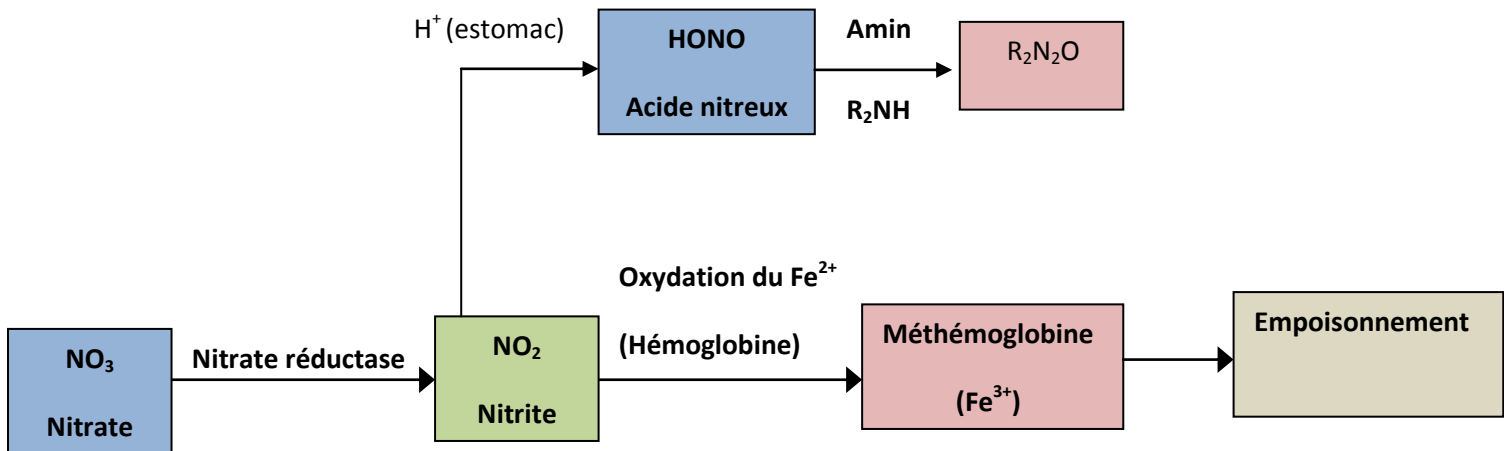 H⁺ (estomac)
HONO
Acide nitreux
Amin
R₂NH
R₂N₂O
Oxydation du Fe²⁺
(Hémoglobine)
NO₃
Nitrate
Nitrate réductase
NO₂
Nitrite
Méthémoglobine
(Fe³⁺)
Empoisonnement